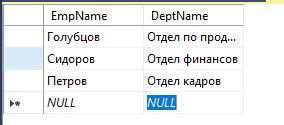 EmpName DeptName
Голубцов Отдел по прод...
Сидоров Отдел финансов
Петров Отдел кадров
NULL NULL